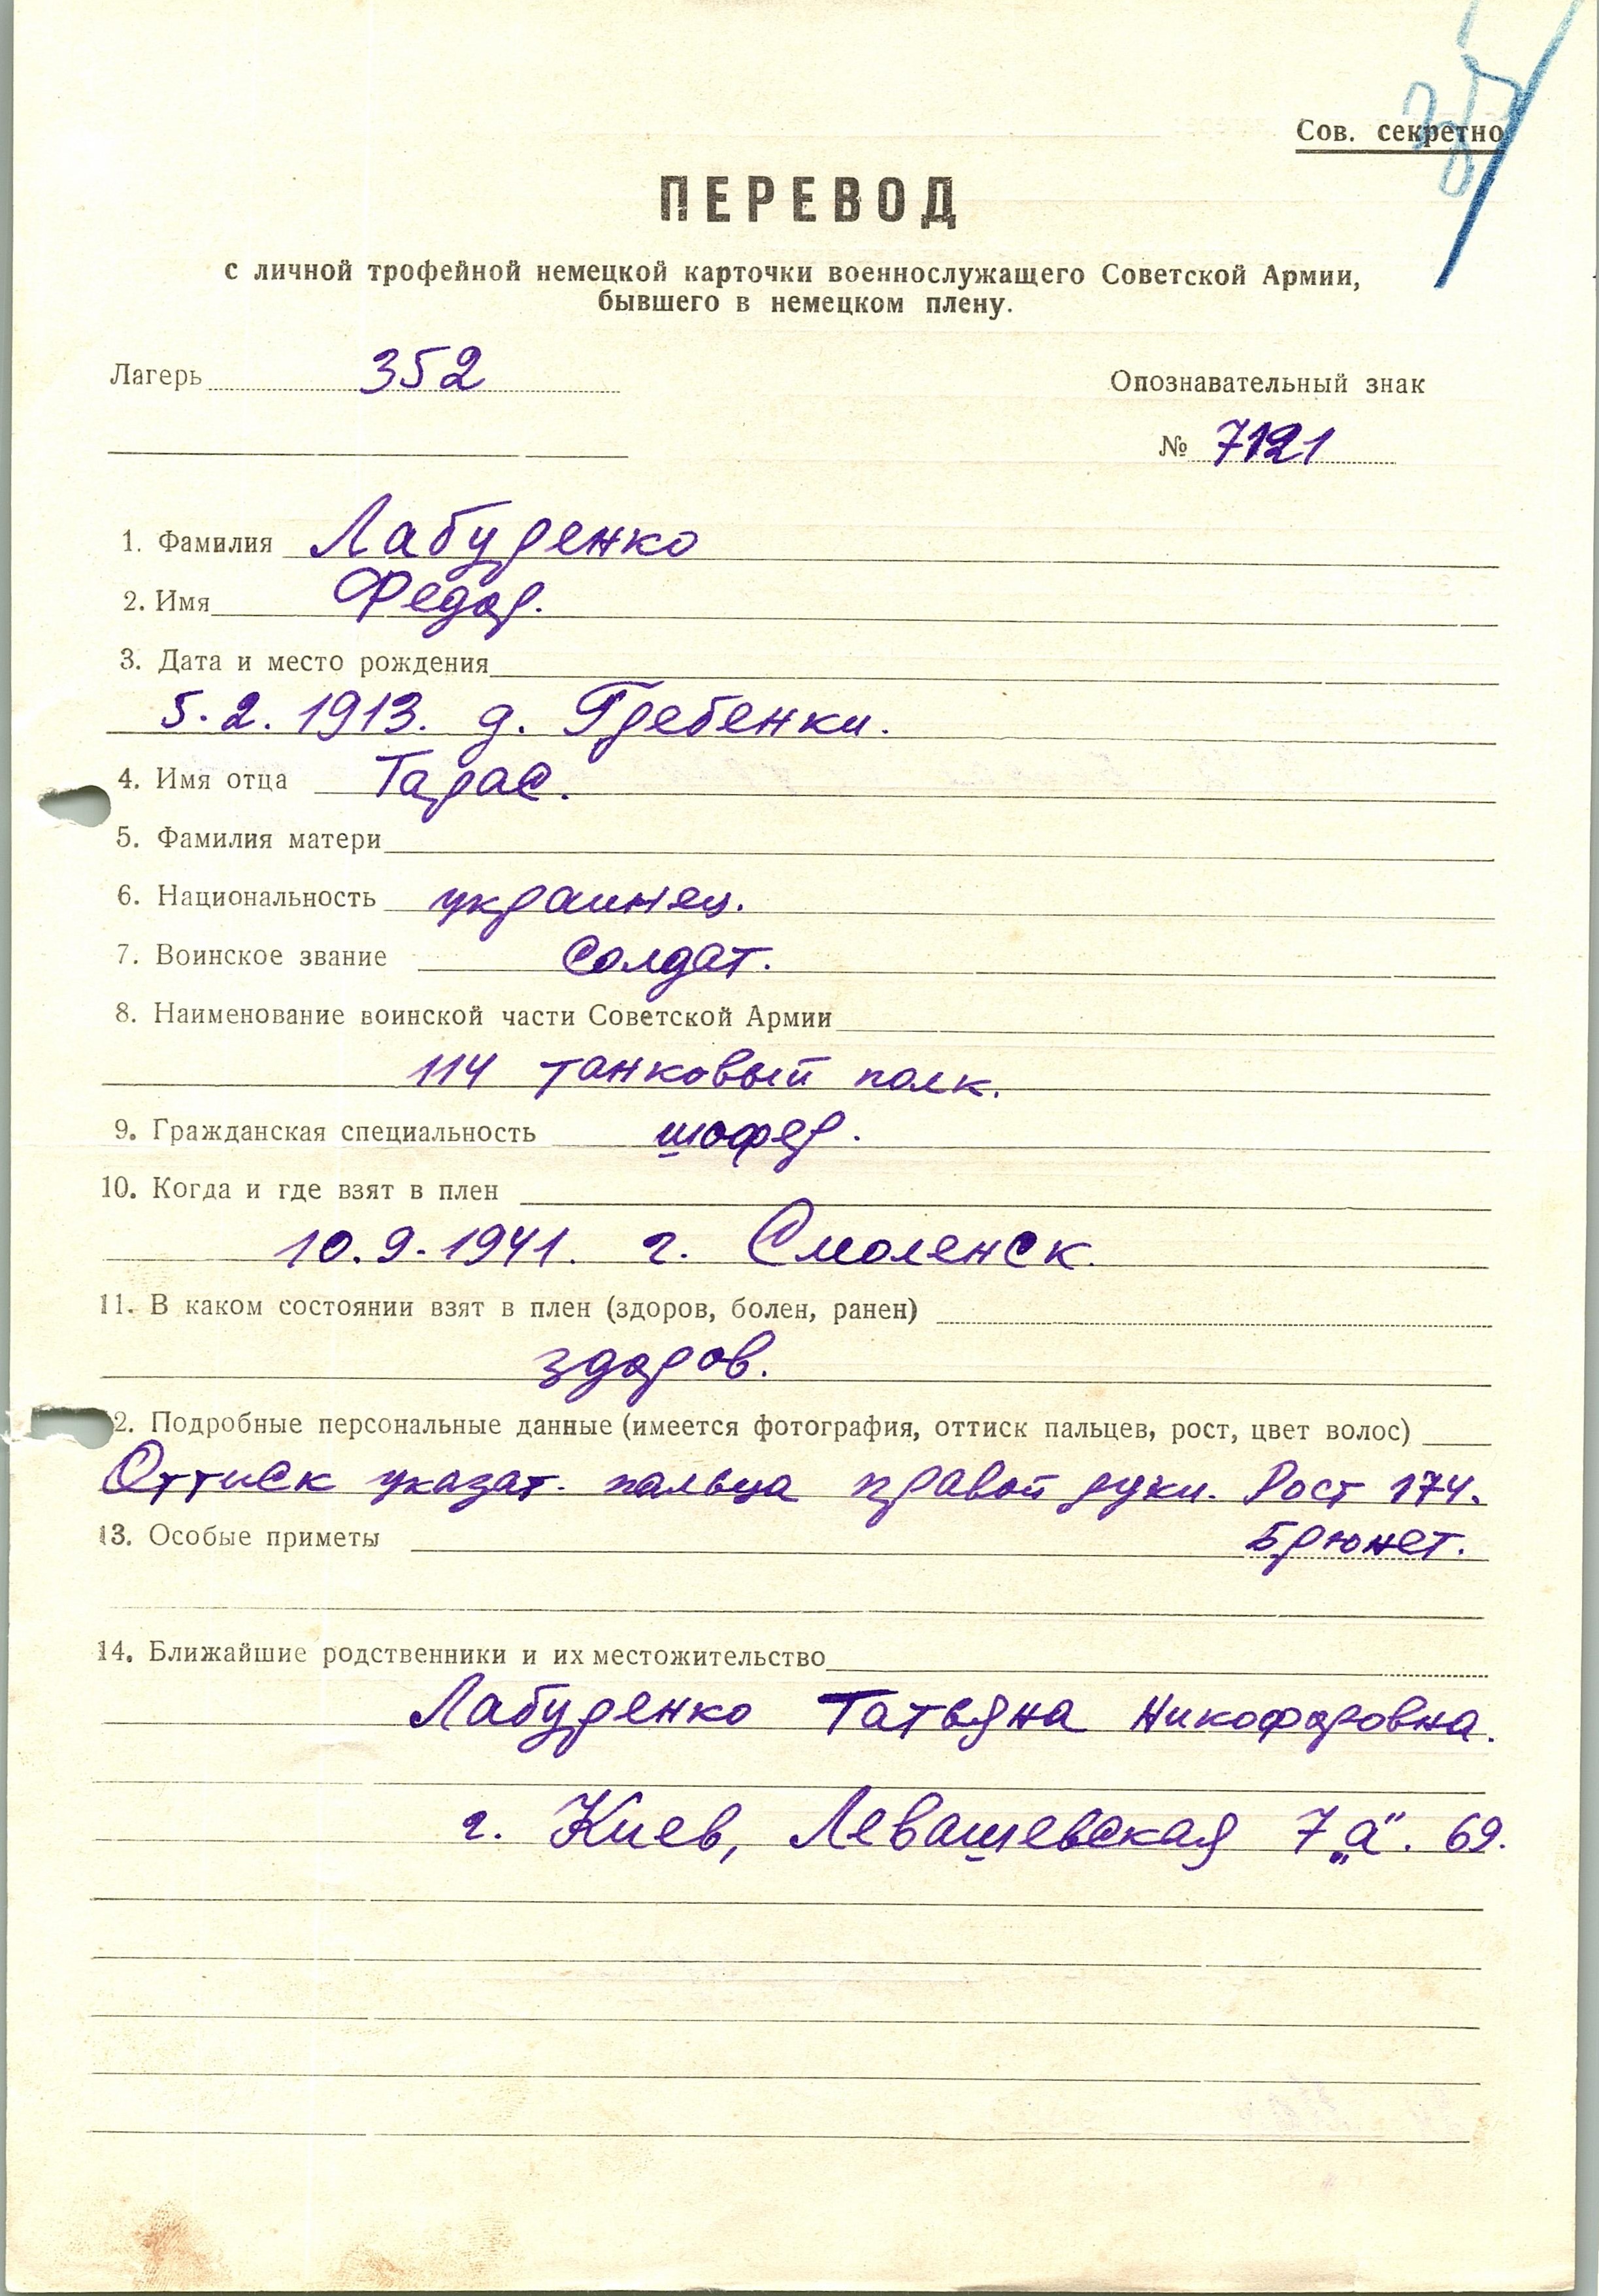 Сов. секретно
ПЕРЕВОД
с личной трофейной немецкой карточки военнослужащего Советской Армии,
бывшего в немецком плену.
Лагерь 352
Опознавательный знак
№ 7121
1. Фамилия Лабуренко
2. Имя Федор.
3. Дата и место рождения
5.2.1913. д. Гребенки.
4. Имя отца Тарас.
5. Фамилия матери
6. Национальность украинец.
7. Воинское звание солдат.
8. Наименование воинской части Советской Армии
114 танковый полк.
9. Гражданская специальность шофер.
10. Когда и где взят в плен
10.9.1941. г. Смоленск.
11. В каком состоянии взят в плен (здоров, болен, ранен)
здоров.
2. Подробные персональные данные (имеется фотография, оттиск пальцев, рост, цвет волос)
Оттиск указат. пальца правой руки. Рост 174.
13. Особые приметы Брюнет.
14. Ближайшие родственники и их местожительство
Лабуренко Татьяна Никофоровна.
г. Киев, Левашевская 7 „а". 69.